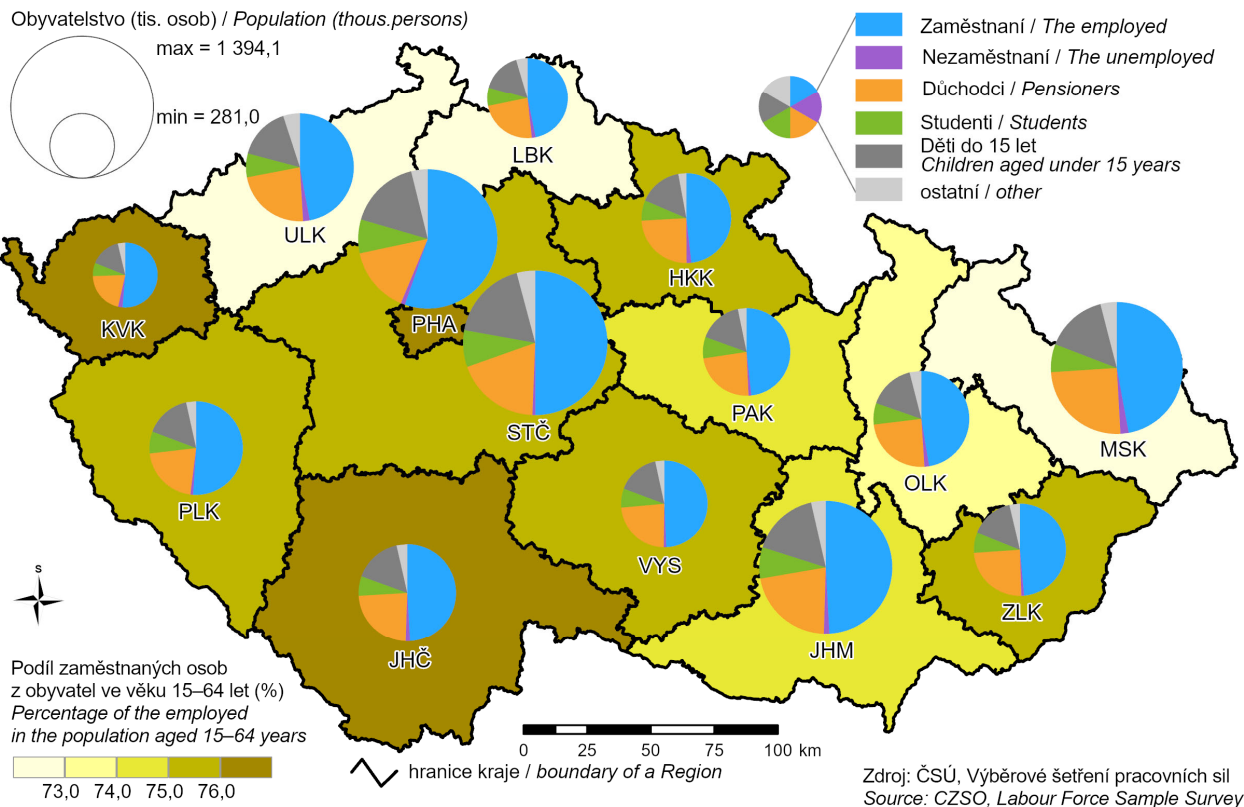 Obyvatelstvo (tis. osob) / Population (thous.persons)
max = 1 394,1
min = 281,0
Zaměstnaní / The employed
Nezaměstnaní / The unemployed
Důchodci / Pensioners
Studenti / Students
Děti do 15 let
Children aged under 15 years
ostatní / other
LBK
ULK
HKK
KVK
PHA
PAK
STČ
MSK
OLK
PLK
VYS
ZLK
JHČ
JHM
S
Podíl zaměstnaných osob
z obyvatel ve věku 15–64 let (%)
Percentage of the employed
in the population aged 15–64 years
73,0 74,0 75,0 76,0
0 25 50 75 100 km
hranice kraje / boundary of a Region
Zdroj: ČSÚ, Výběrové šetření pracovních sil
Source: CZSO, Labour Force Sample Survey